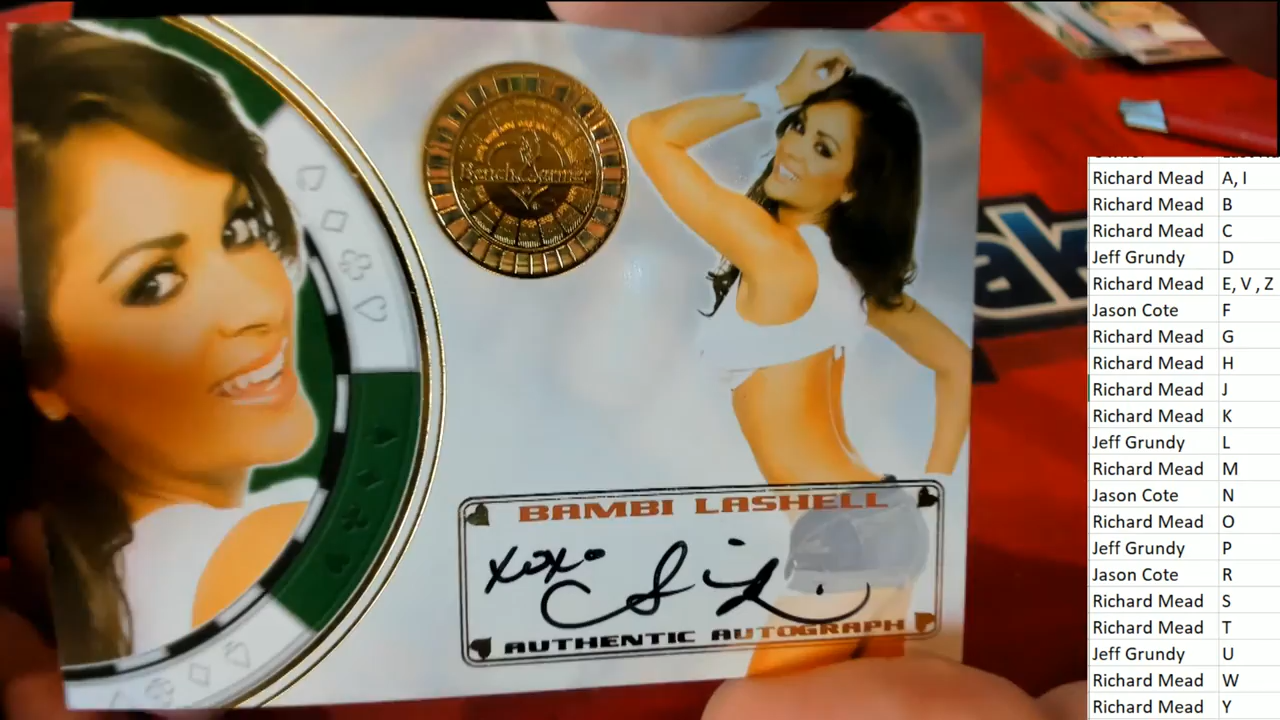 Bench Warmer
BAMBI LASHELL
xoxo
AUTHENTIC AUTOGRAPH
ak
Richard Mead A, I
Richard Mead B
Richard Mead C
Jeff Grundy D
Richard Mead E, V , Z
Jason Cote F
Richard Mead G
Richard Mead H
Richard Mead J
Richard Mead K
Jeff Grundy L
Richard Mead M
Jason Cote N
Richard Mead O
Jeff Grundy P
Jason Cote R
Richard Mead S
Richard Mead T
Jeff Grundy U
Richard Mead W
Richard Mead Y